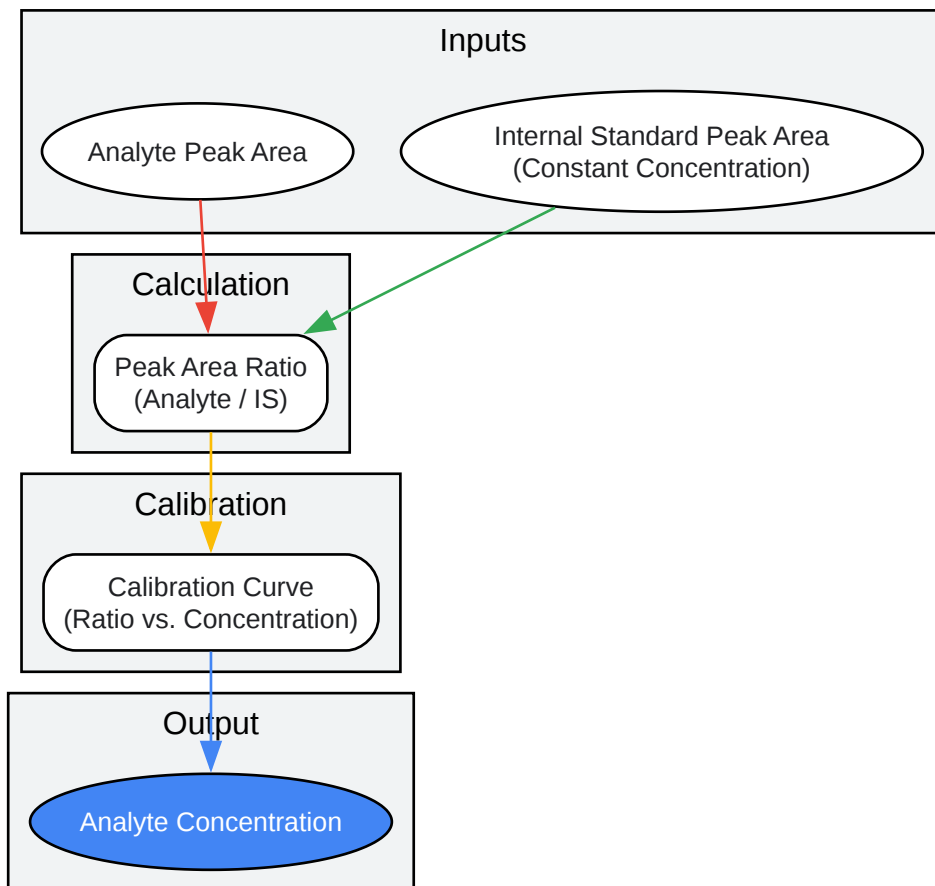 Inputs
Analyte Peak Area
Internal Standard Peak Area
(Constant Concentration)
Calculation
Peak Area Ratio
(Analyte / IS)
Calibration
Calibration Curve
(Ratio vs. Concentration)
Output
Analyte Concentration